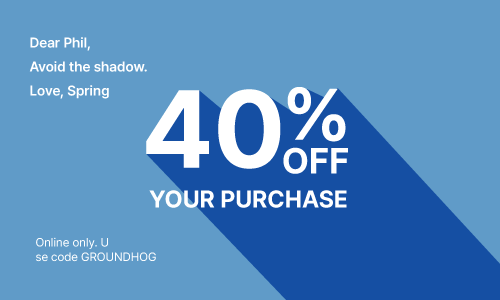 Dear Phil,
Avoid the shadow.
Love, Spring
40% OFF
YOUR PURCHASE
Online only. U
se code GROUNDHOG